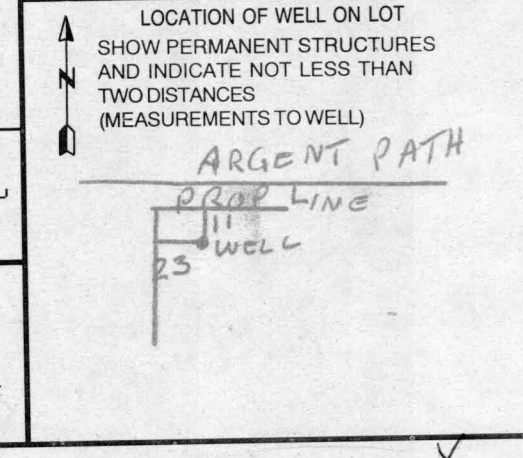 LOCATION OF WELL ON LOT
N
SHOW PERMANENT STRUCTURES
AND INDICATE NOT LESS THAN
TWO DISTANCES
(MEASUREMENTS TO WELL)
ARGENT PATH
PROP LINE
11
WELL
23